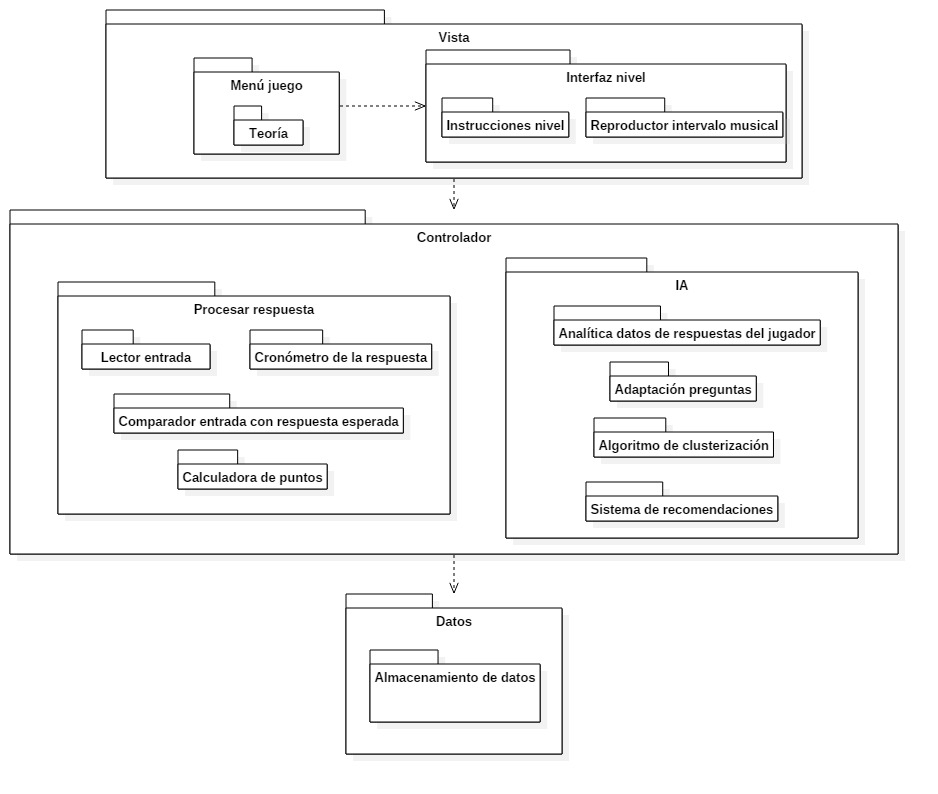 Vista
Menú juego
Teoría
Interfaz nivel
Instrucciones nivel
Reproductor intervalo musical
Controlador
Procesar respuesta
Lector entrada
Cronómetro de la respuesta
Comparador entrada con respuesta esperada
Calculadora de puntos
IA
Analítica datos de respuestas del jugador
Adaptación preguntas
Algoritmo de clusterización
Sistema de recomendaciones
Datos
Almacenamiento de datos